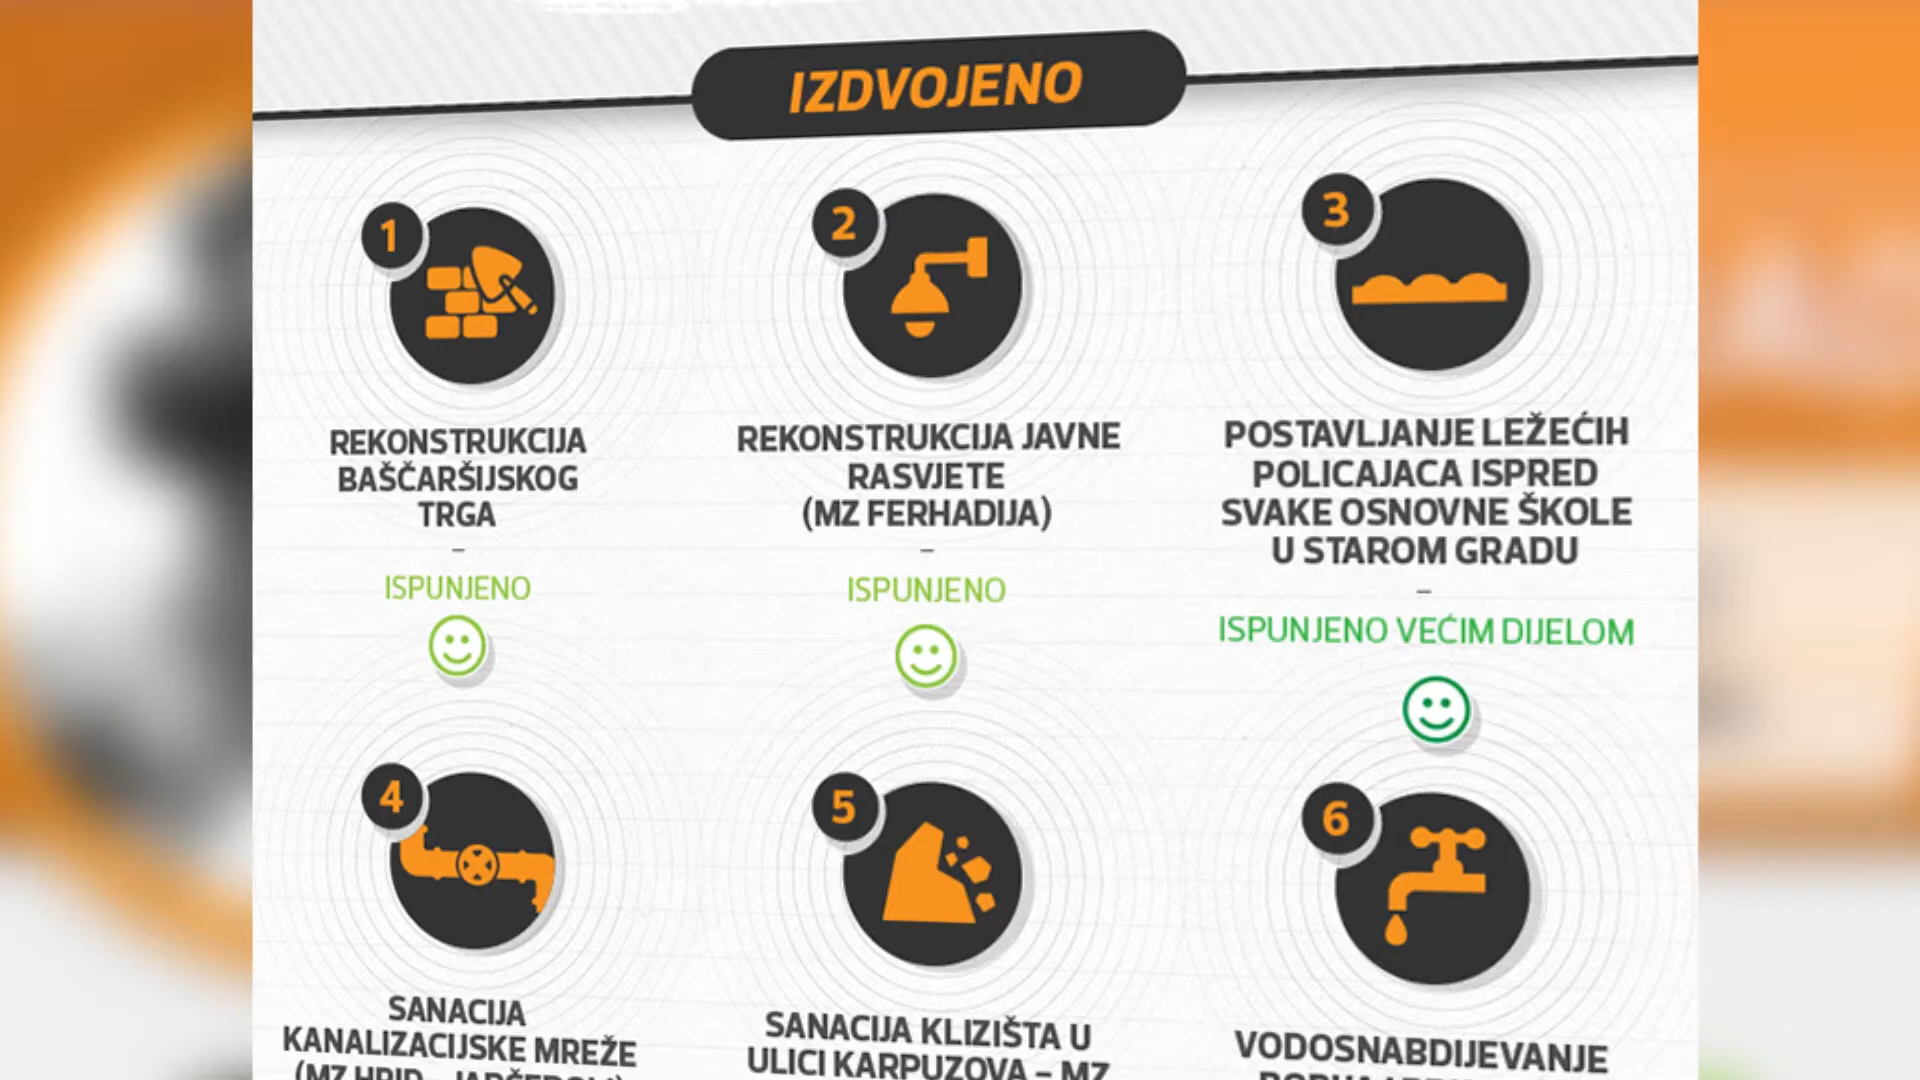 IZDVOJENO
1
REKONSTRUKCIJA
BAŠČARŠIJSKOG
TRGA
–
ISPUNJENO
2
REKONSTRUKCIJA JAVNE
RASVJETE
(MZ FERHADIJA)
–
ISPUNJENO
3
POSTAVLJANJE LEŽEĆIH
POLICAJACA ISPRED
SVAKE OSNOVNE ŠKOLE
U STAROM GRADU
–
ISPUNJENO VEĆIM DIJELOM
4
SANACIJA
KANALIZACIJSKE MREŽE
(MZ HRID –
5
SANACIJA KLIZIŠTA U
ULICI KARPUZOVA – MZ
6
VODOSNABDIJEVANJE